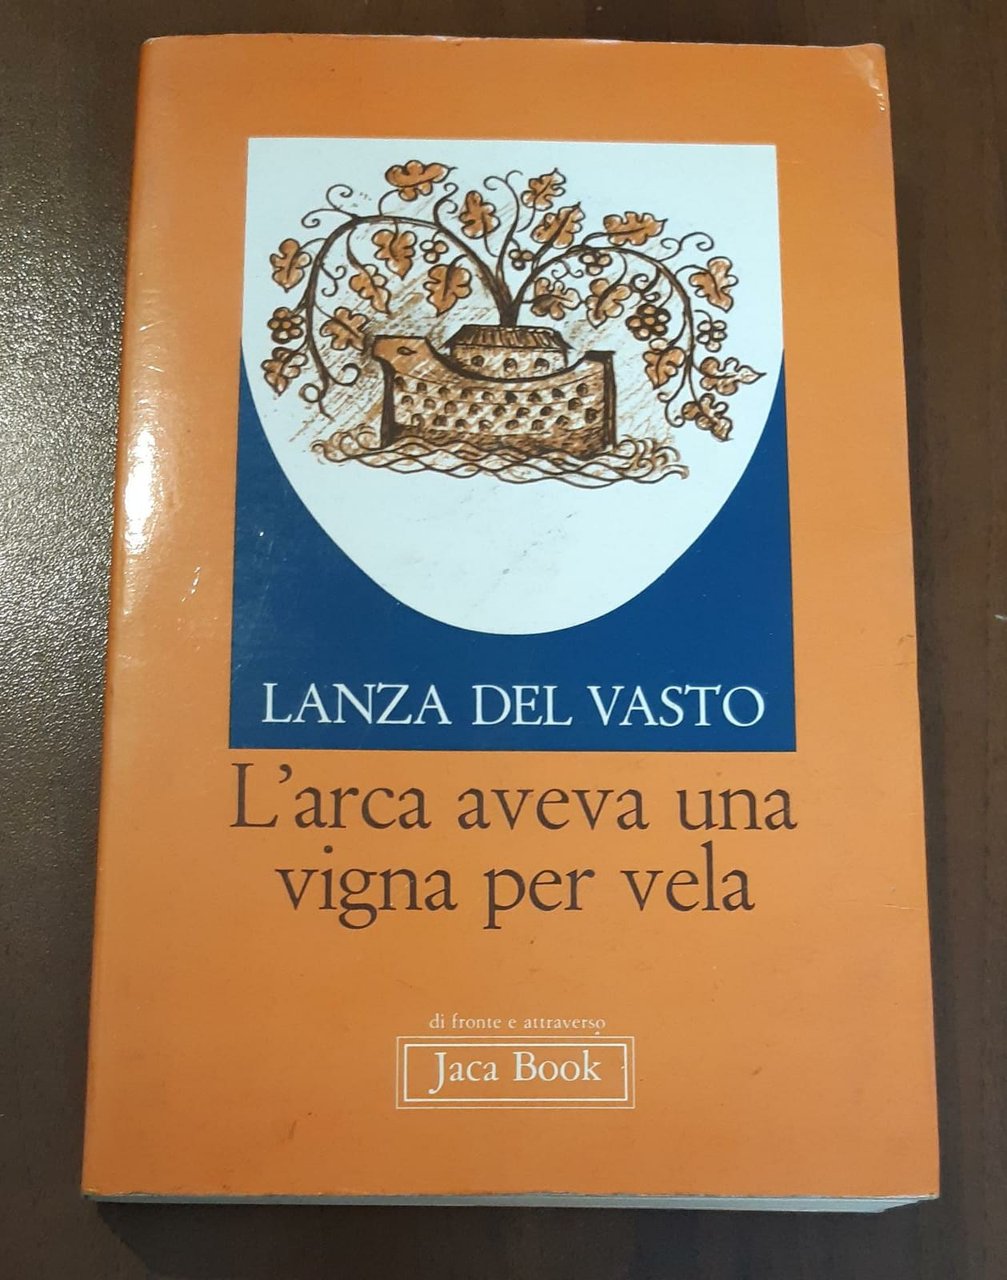 LANZA DEL VASTO
L'arca aveva una
vigna per vela
di fronte e attraverso
Jaca Book